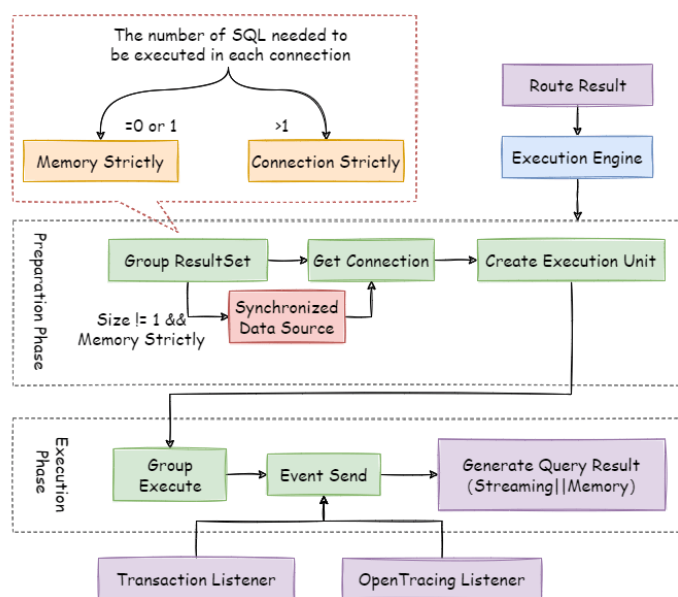 The number of SQL needed to
be executed in each connection
=0 or 1
>1
Memory Strictly
Connection Strictly
Route Result
Execution Engine
Preparation Phase
Group ResultSet
Get Connection
Create Execution Unit
Size != 1 &&
Memory Strictly
Synchronized
Data Source
Execution
Phase
Group
Execute
Event Send
Generate Query Result
(Streaming||Memory)
Transaction Listener
OpenTracing Listener